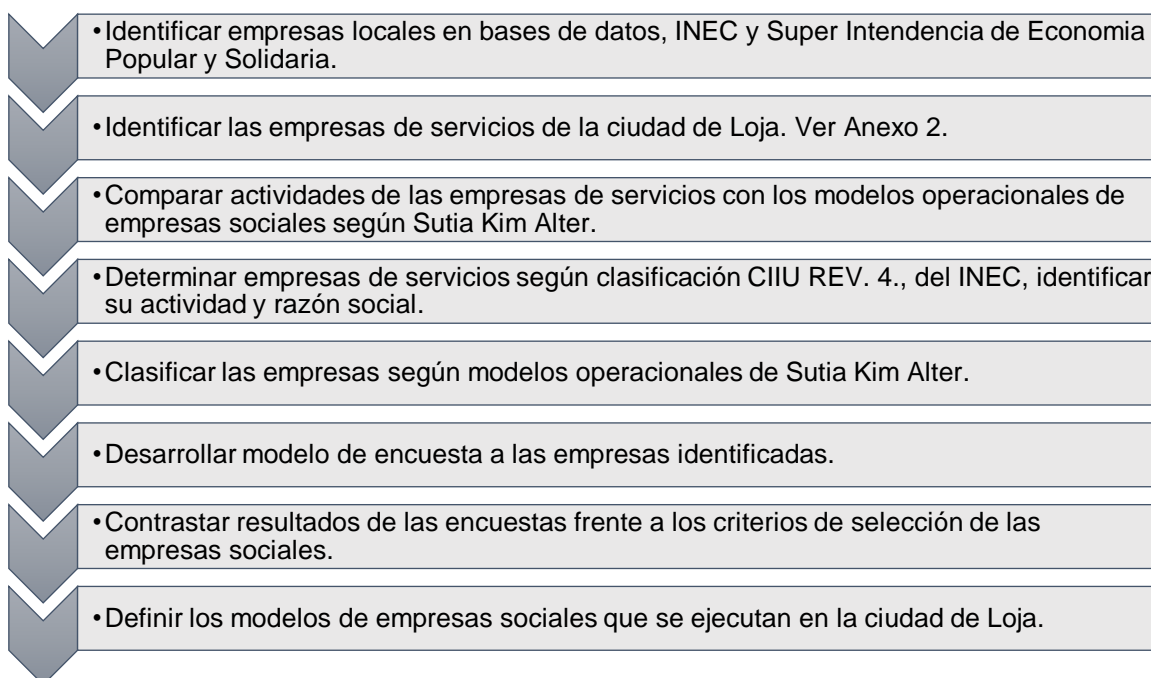 •Identificar empresas locales en bases de datos, INEC y Super Intendencia de Economia
Popular y Solidaria.
•Identificar las empresas de servicios de la ciudad de Loja. Ver Anexo 2.
•Comparar actividades de las empresas de servicios con los modelos operacionales de
empresas sociales según Sutia Kim Alter.
•Determinar empresas de servicios según clasificación CIIU REV. 4., del INEC, identificar
su actividad y razón social.
•Clasificar las empresas según modelos operacionales de Sutia Kim Alter.
•Desarrollar modelo de encuesta a las empresas identificadas.
•Contrastar resultados de las encuestas frente a los criterios de selección de las
empresas sociales.
•Definir los modelos de empresas sociales que se ejecutan en la ciudad de Loja.